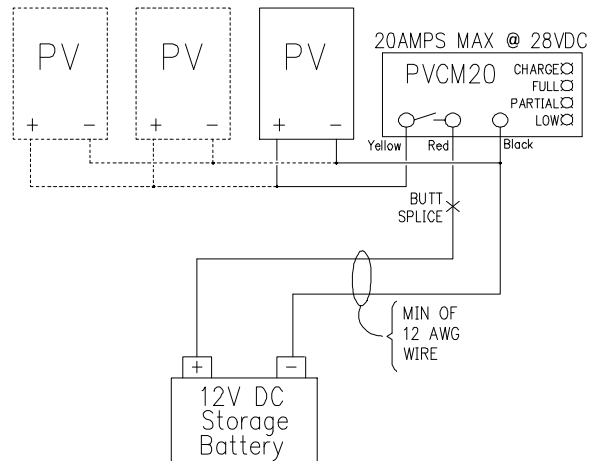 PV
+ −
PV
+ −
PV
+ −
20AMPS MAX @ 28VDC
PVCM20
CHARGE
FULL
PARTIAL
LOW
Yellow
Red
Black
BUTT
SPLICE
MIN OF
12 AWG
WIRE
+ −
12V DC
Storage
Battery